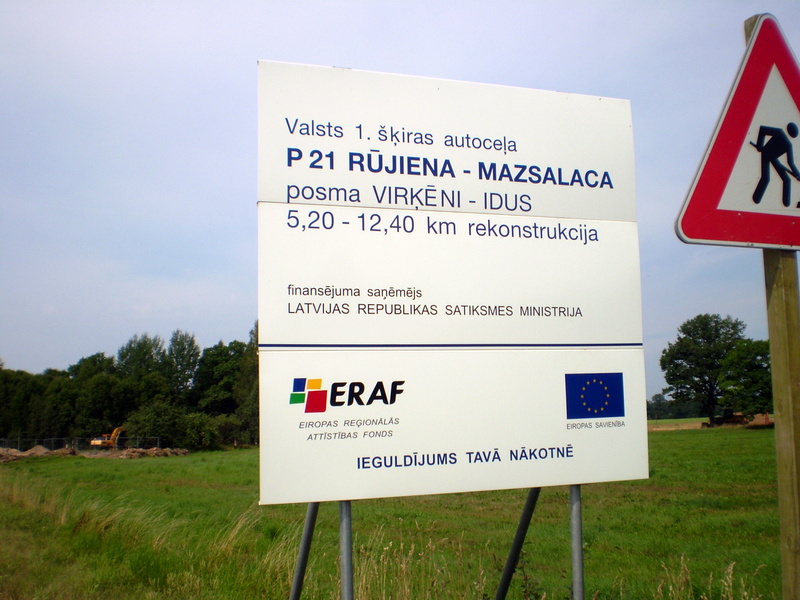 Valsts 1. šķiras autoceļa
P 21 RŪJIENA - MAZSALACA
posma VIRĶĒNI - IDUS
5,20 - 12,40 km rekonstrukcija
finansējuma saņēmējs
LATVIJAS REPUBLIKAS SATIKSMES MINISTRIJA
ERAF
EIROPAS REĢIONĀLĀS
ATTĪSTĪBAS FONDS
EIROPAS SAVIENĪBA
IEGULDĪJUMS TAVĀ NĀKOTNĒ